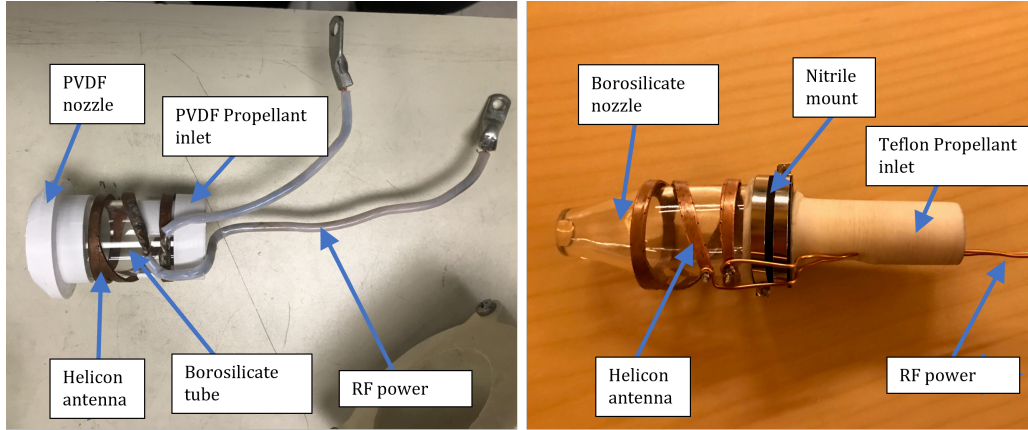 PVDF
nozzle
PVDF Propellant
inlet
Helicon
antenna
Borosilicate
tube
RF power
Borosilicate
nozzle
Nitrile
mount
Teflon Propellant
inlet
Helicon
antenna
RF power